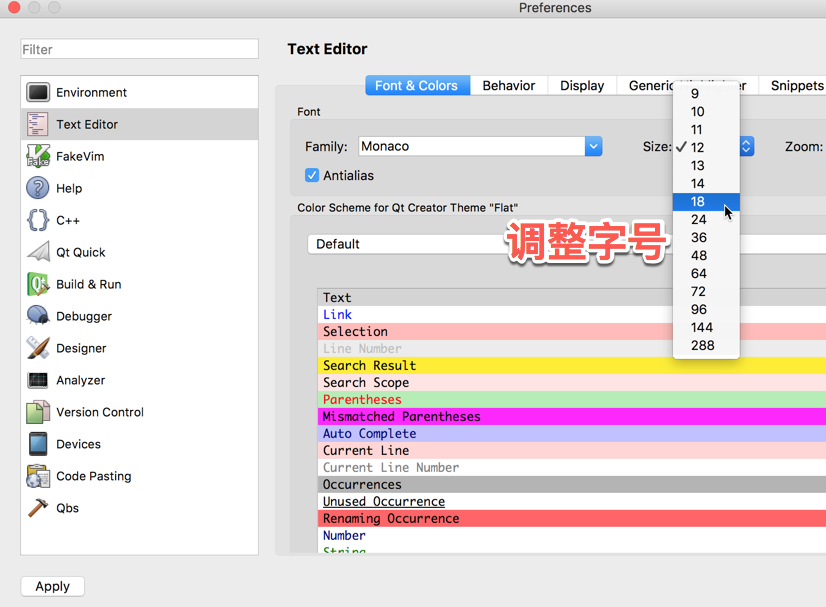 Preferences
Filter
Text Editor
Environment
Text Editor
FakeVim
Help
C++
Qt Quick
Build & Run
Debugger
Designer
Analyzer
Version Control
Devices
Code Pasting
Qbs
Font & Colors
Behavior
Display
Snippets
Font
Family:
Monaco
Size:
Zoom:
Antialias
9
10
11
✓ 12
13
14
18
24
36
48
64
72
96
144
288
Color Scheme for Qt Creator Theme "Flat"
Default
调整字号
Text
Link
Selection
Line Number
Search Result
Search Scope
Parentheses
Mismatched Parentheses
Auto Complete
Current Line
Current Line Number
Occurrences
Unused Occurrence
Renaming Occurrence
Number
String
Apply